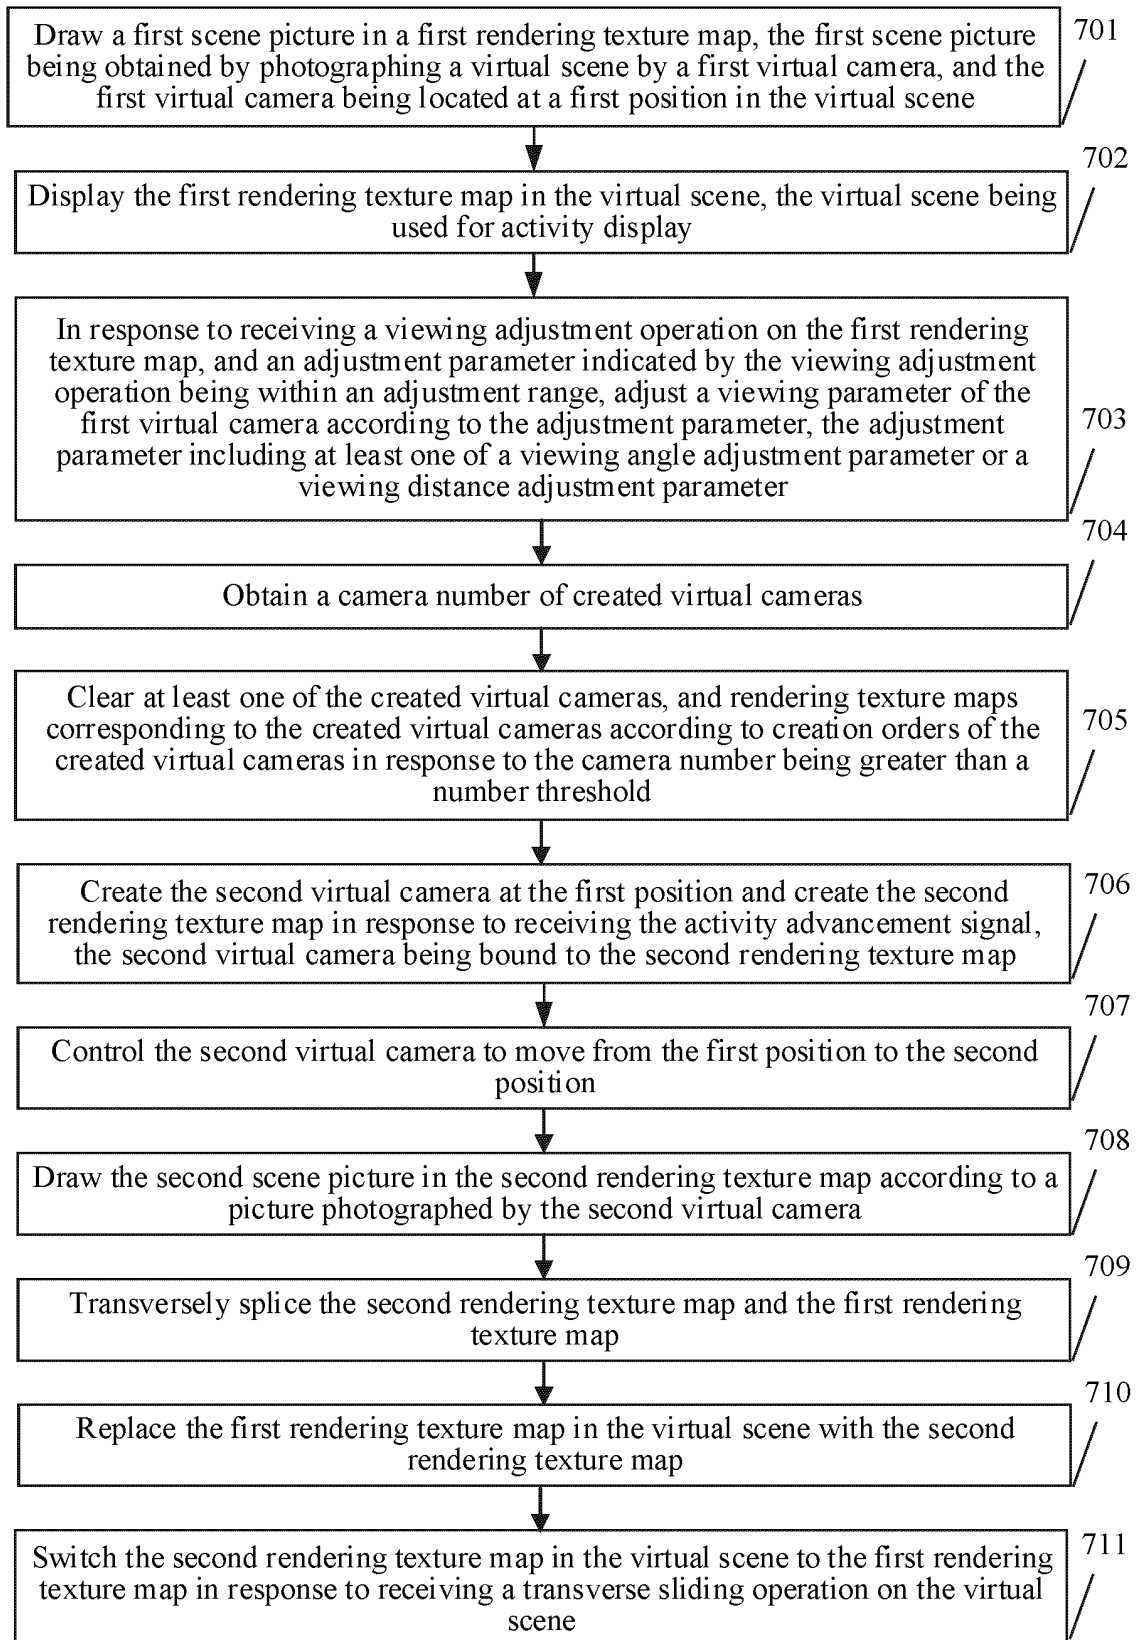 Draw a first scene picture in a first rendering texture map, the first scene picture
being obtained by photographing a virtual scene by a first virtual camera, and the
first virtual camera being located at a first position in the virtual scene
701
Display the first rendering texture map in the virtual scene, the virtual scene being
used for activity display
702
In response to receiving a viewing adjustment operation on the first rendering
texture map, and an adjustment parameter indicated by the viewing adjustment
operation being within an adjustment range, adjust a viewing parameter of the
first virtual camera according to the adjustment parameter, the adjustment
parameter including at least one of a viewing angle adjustment parameter or a
viewing distance adjustment parameter
703
Obtain a camera number of created virtual cameras
704
Clear at least one of the created virtual cameras, and rendering texture maps
corresponding to the created virtual cameras according to creation orders of the
created virtual cameras in response to the camera number being greater than a
number threshold
705
Create the second virtual camera at the first position and create the second
rendering texture map in response to receiving the activity advancement signal,
the second virtual camera being bound to the second rendering texture map
706
Control the second virtual camera to move from the first position to the second
position
707
Draw the second scene picture in the second rendering texture map according to a
picture photographed by the second virtual camera
708
Transversely splice the second rendering texture map and the first rendering
texture map
709
Replace the first rendering texture map in the virtual scene with the second
rendering texture map
710
Switch the second rendering texture map in the virtual scene to the first rendering
texture map in response to receiving a transverse sliding operation on the virtual
scene
711